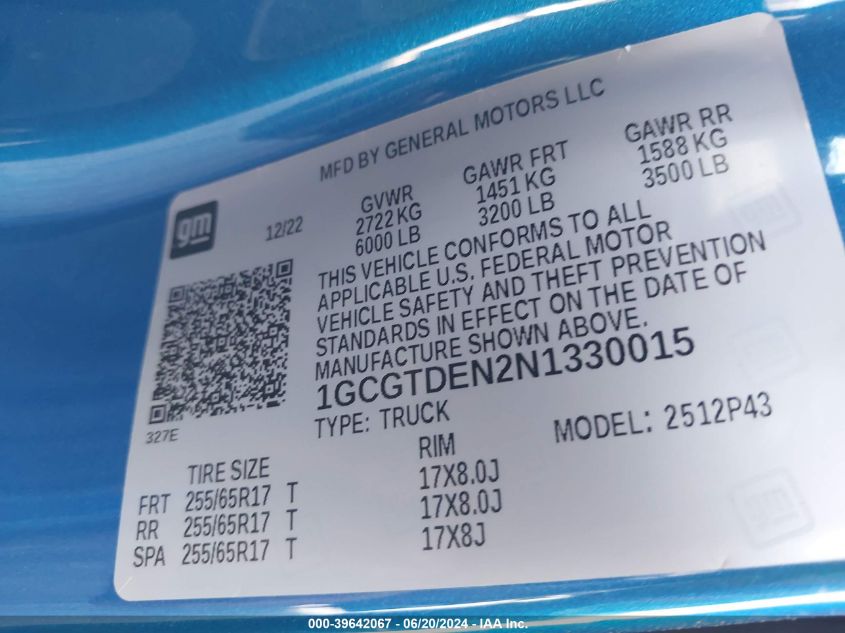 MFD BY GENERAL MOTORS LLC
gm
12/22
GVWR
2722 KG
6000 LB
GAWR FRT
1451 KG
3200 LB
GAWR RR
1588 KG
3500 LB
THIS VEHICLE CONFORMS TO ALL
APPLICABLE U.S. FEDERAL MOTOR
VEHICLE SAFETY AND THEFT PREVENTION
STANDARDS IN EFFECT ON THE DATE OF
MANUFACTURE SHOWN ABOVE.
1GCGTDEN2N1330015
327E
TYPE: TRUCK
MODEL: 2512P43
TIRE SIZE RIM
FRT 255/65R17 T 17X8.0J
RR 255/65R17 T 17X8.0J
SPA 255/65R17 T 17X8J
000-39642067 - 06/20/2024 - IAA Inc.